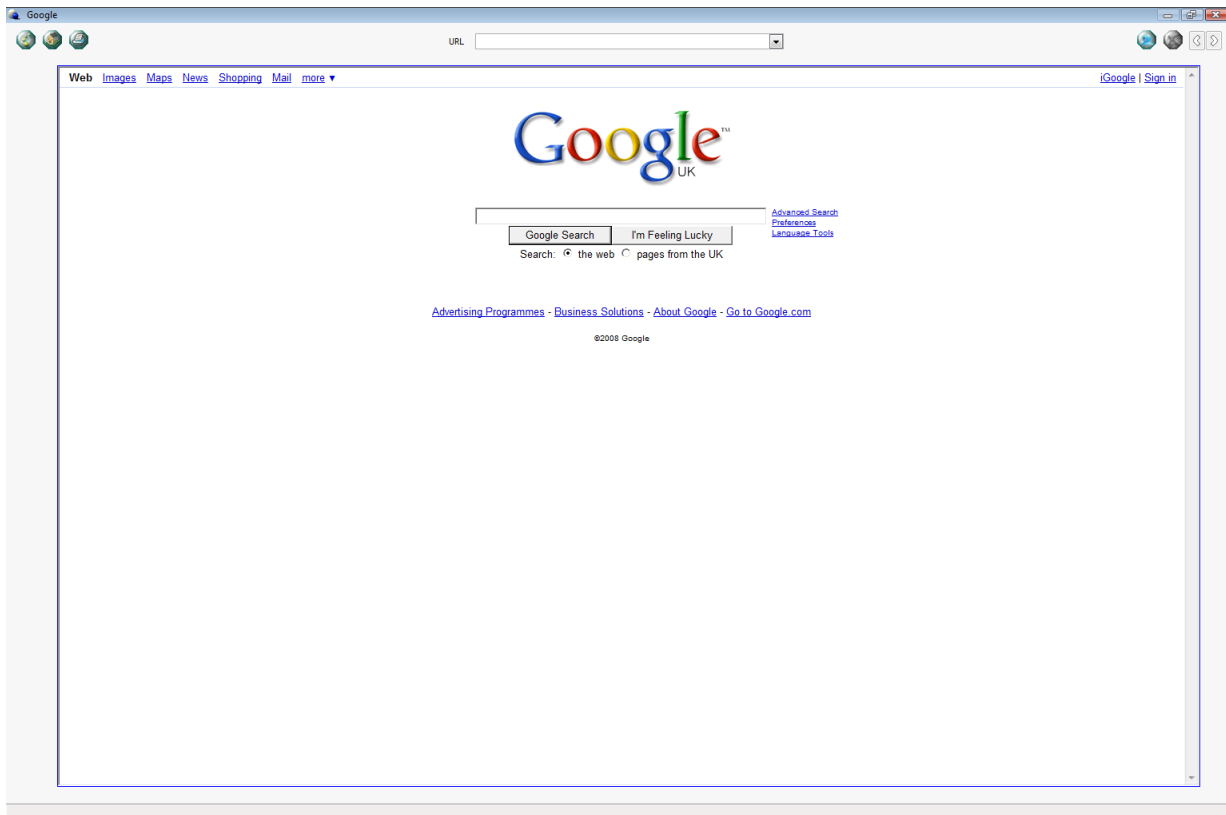 Google
URL
Web Images Maps News Shopping Mail more ▼ iGoogle | Sign in
Google™
UK
Advanced Search
Preferences
Language Tools
Google Search I'm Feeling Lucky
Search: the web pages from the UK
Advertising Programmes - Business Solutions - About Google - Go to Google.com
©2008 Google